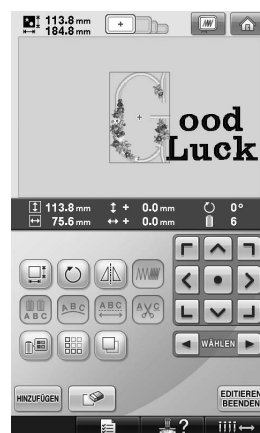 113.8 mm
184.8 mm
ood
Luck
113.8 mm + 0.0 mm 0°
75.6 mm + 0.0 mm 6
ABC ABC ABC AYC
WÄHLEN
HINZUFÜGEN
EDITIEREN
BEENDEN
?